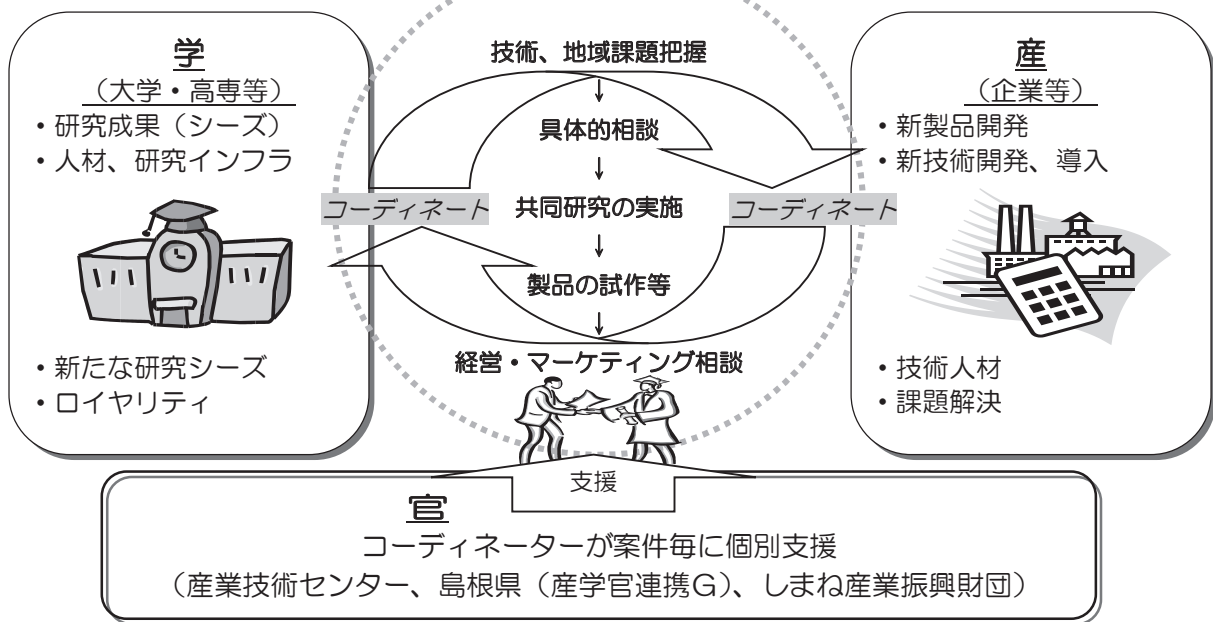 学
（大学・高専等）
・研究成果（シーズ）
・人材、研究インフラ
・新たな研究シーズ
・ロイヤリティ
技術、地域課題把握
↓
具体的相談
↓
コーディネート
共同研究の実施
コーディネート
↓
製品の試作等
↓
経営・マーケティング相談
産
（企業等）
・新製品開発
・新技術開発、導入
・技術人材
・課題解決
支援
官
コーディネーターが案件毎に個別支援
（産業技術センター、島根県（産学官連携G）、しまね産業振興財団）